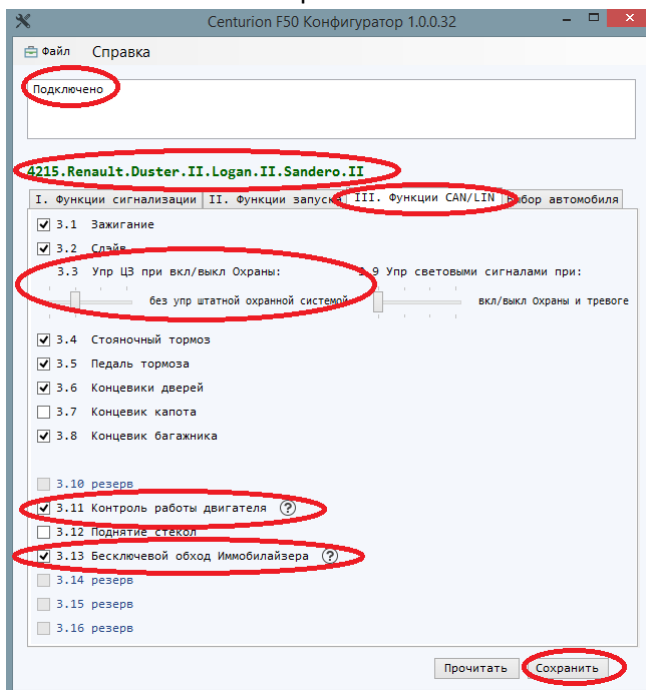 Centurion F50 Конфигуратор 1.0.0.32
Файл Справка
Подключено
4215.Renault.Duster.II.Logan.II.Sandero.II
I. Функции сигнализации II. Функции запуска III. Функции CAN/LIN Выбор автомобиля
3.1 Зажигание
3.2 Слэйв
3.3 Упр ЦЗ при вкл/выкл Охраны: 3.9 Упр световыми сигналами при:
без упр штатной охранной системой вкл/выкл Охраны и тревоге
3.4 Стояночный тормоз
3.5 Педаль тормоза
3.6 Концевики дверей
3.7 Концевик капота
3.8 Концевик багажника
3.10 резерв
3.11 Контроль работы двигателя ?
3.12 Поднятие стекол
3.13 Бесключевой обход Иммобилайзера ?
3.14 резерв
3.15 резерв
3.16 резерв
Прочитать Сохранить